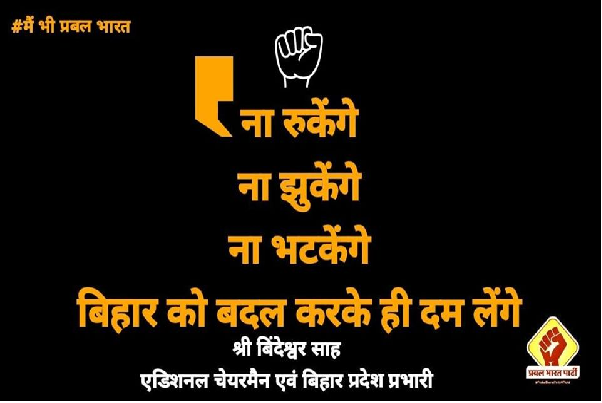 #मैं भी प्रबल भारत
ना रुकेंगे
ना झुकेंगे
ना भटकेंगे
बिहार को बदल करके ही दम लेंगे
श्री बिंदेश्वर साह
एडिशनल चेयरमैन एवं बिहार प्रदेश प्रभारी
प्रबल भारत पार्टी